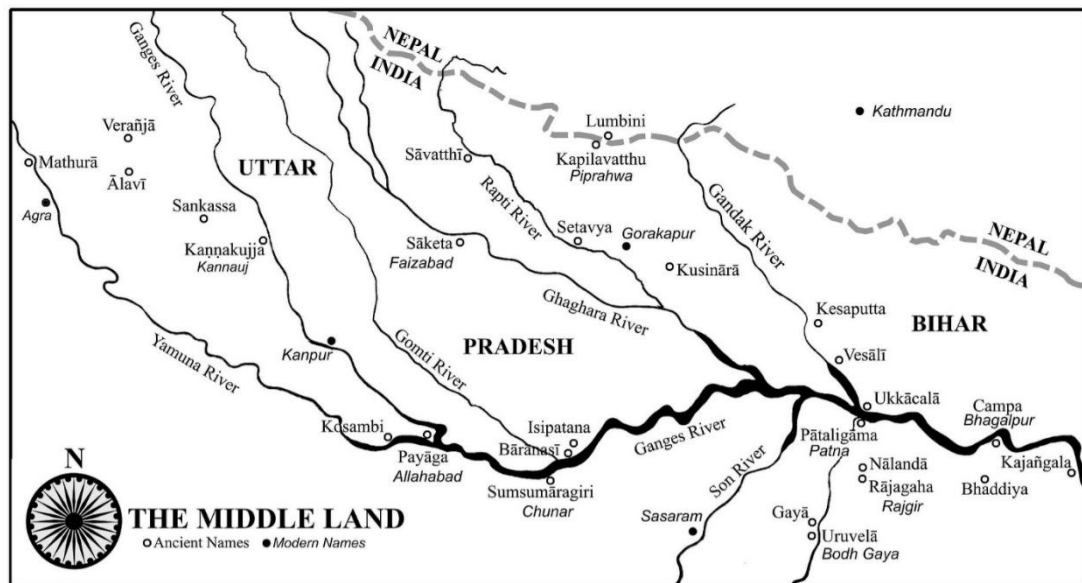 NEPAL
INDIA
Ganges River
Kathmandu
Verañjā
Lumbini
Mathurā
UTTAR
Sāvatthī
Kapilavatthu
Piprahwa
Āḷavī
Rapti River
Agra
Sankassa
Gandak River
NEPAL
INDIA
Kaṇṇakujja
Kannauj
Sāketa
Faizabad
Setavya
Gorakapur
Kusinārā
Ghaghara River
Kesaputta
BIHAR
Yamuna River
Kanpur
Gomti River
PRADESH
Vesālī
Ukkācalā
Campa
Bhagalpur
Kosambi
Payāga
Allahabad
Isipatana
Bāranasī
Ganges River
Pātaligāma
Patna
Kajañgala
N
Sumsumāragiri
Chunar
Son River
Nālandā
Rājagaha
Rajgir
Bhaddiya
THE MIDDLE LAND
Ancient Names Modern Names
Sasaram
Gayā
Uruvelā
Bodh Gaya